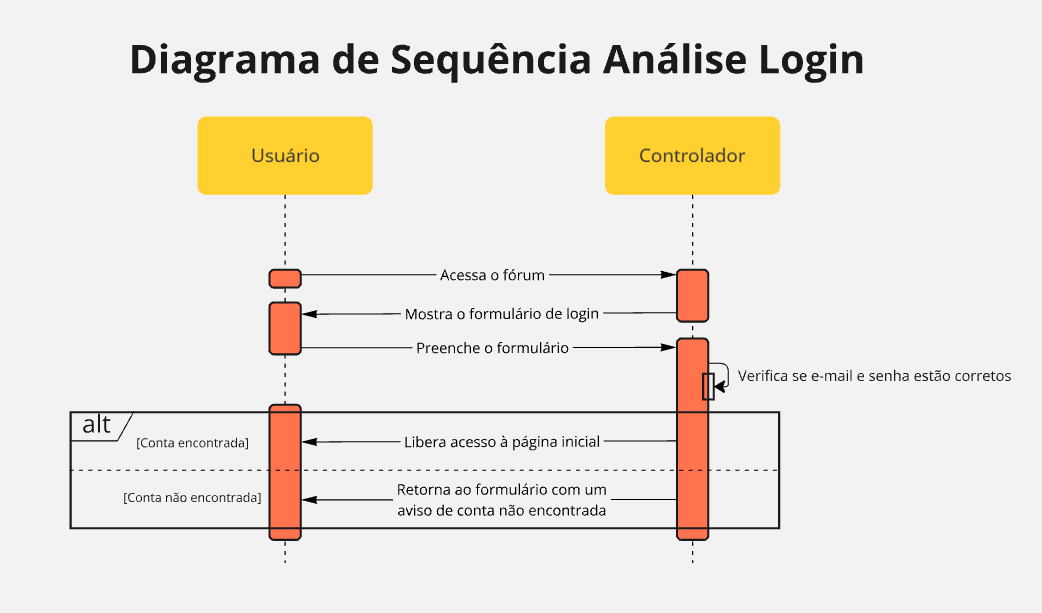 Diagrama de Sequência Análise Login
Usuário
Controlador
Acessa o fórum
Mostra o formulário de login
Preenche o formulário
Verifica se e-mail e senha estão corretos
alt
[Conta encontrada]
Libera acesso à página inicial
[Conta não encontrada]
Retorna ao formulário com um
aviso de conta não encontrada